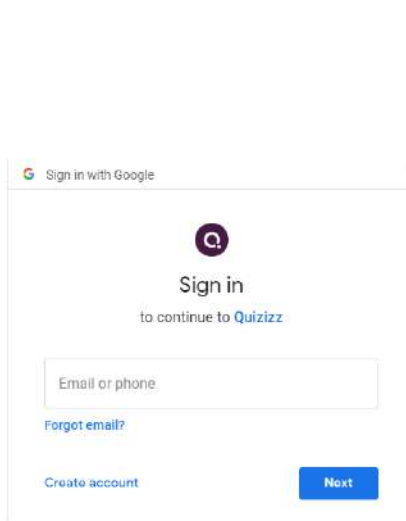 Sign in with Google
Sign in
to continue to Quizizz
Email or phone
Forgot email?
Create account
Next